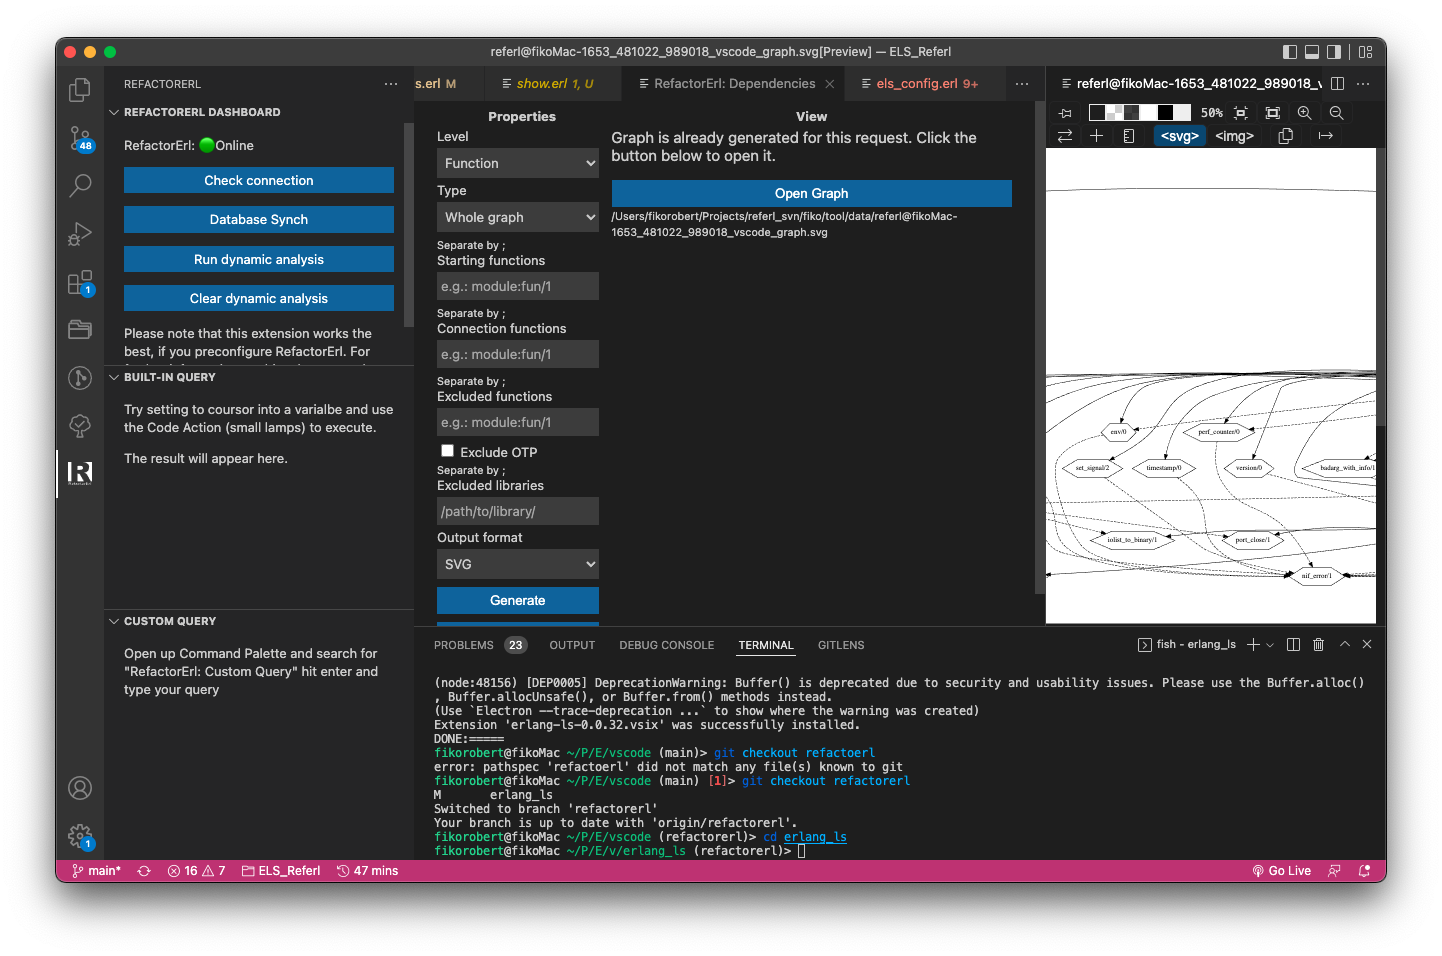 referl@fikoMac-1653_481022_989018_vscode_graph.svg[Preview] — ELS_Referl
REFACTORERL
REFACTORERL DASHBOARD
RefactorErl: Online
Check connection
Database Synch
Run dynamic analysis
Clear dynamic analysis
Please note that this extension works the
best, if you preconfigure RefactorErl. For
BUILT-IN QUERY
Try setting to coursor into a varialbe and use
the Code Action (small lamps) to execute.
The result will appear here.
CUSTOM QUERY
Open up Command Palette and search for
"RefactorErl: Custom Query" hit enter and
type your query
48
1
R
1
s.erl M
show.erl 1, U
RefactorErl: Dependencies
els_config.erl 9+
Properties
Level
Function
Type
Whole graph
Separate by ;
Starting functions
e.g.: module:fun/1
Separate by ;
Connection functions
e.g.: module:fun/1
Separate by ;
Excluded functions
e.g.: module:fun/1
Exclude OTP
Separate by ;
Excluded libraries
/path/to/library/
Output format
SVG
Generate
View
Graph is already generated for this request. Click the
button below to open it.
Open Graph
/Users/fikorobert/Projects/referl_svn/fiko/tool/data/referl@fikoMac-
1653_481022_989018_vscode_graph.svg
referl@fikoMac-1653_481022_989018_v
50%
<svg> <img>
env/0 perf_counter/0
set_signal/2 timestamp/0 version/0 badarg_with_info/1
iolist_to_binary/1 port_close/1
nif_error/1
PROBLEMS 23 OUTPUT DEBUG CONSOLE TERMINAL GITLENS
fish - erlang_ls
(node:48156) [DEP0005] DeprecationWarning: Buffer() is deprecated due to security and usability issues. Please use the Buffer.alloc()
, Buffer.allocUnsafe(), or Buffer.from() methods instead.
(Use `Electron --trace-deprecation ...` to show where the warning was created)
Extension 'erlang-ls-0.0.32.vsix' was successfully installed.
DONE:=====
fikorobert@fikoMac ~/P/E/vscode (main)> git checkout refactoerl
error: pathspec 'refactoerl' did not match any file(s) known to git
fikorobert@fikoMac ~/P/E/vscode (main) [1]> git checkout refactorerl
M erlang_ls
Switched to branch 'refactorerl'
Your branch is up to date with 'origin/refactorerl'.
fikorobert@fikoMac ~/P/E/vscode (refactorerl)> cd erlang_ls
fikorobert@fikoMac ~/P/E/v/erlang_ls (refactorerl)>
main* 16 7 ELS_Referl 47 mins Go Live